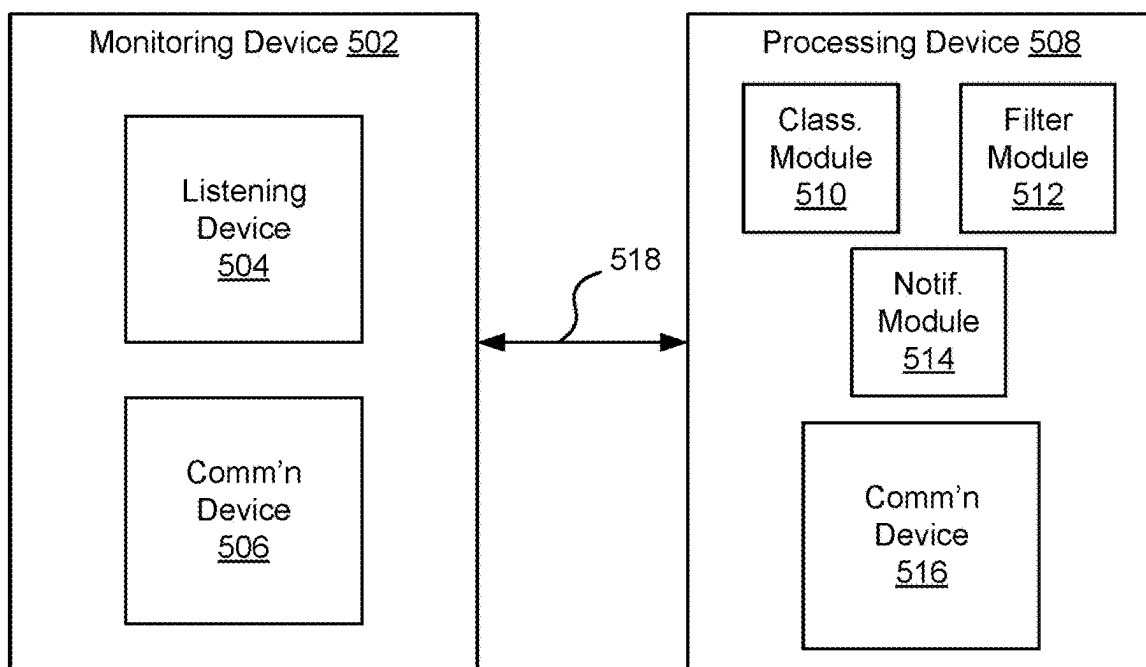 Monitoring Device 502
Listening
Device
504
Comm'n
Device
506
518
Processing Device 508
Class.
Module
510
Filter
Module
512
Notif.
Module
514
Comm'n
Device
516